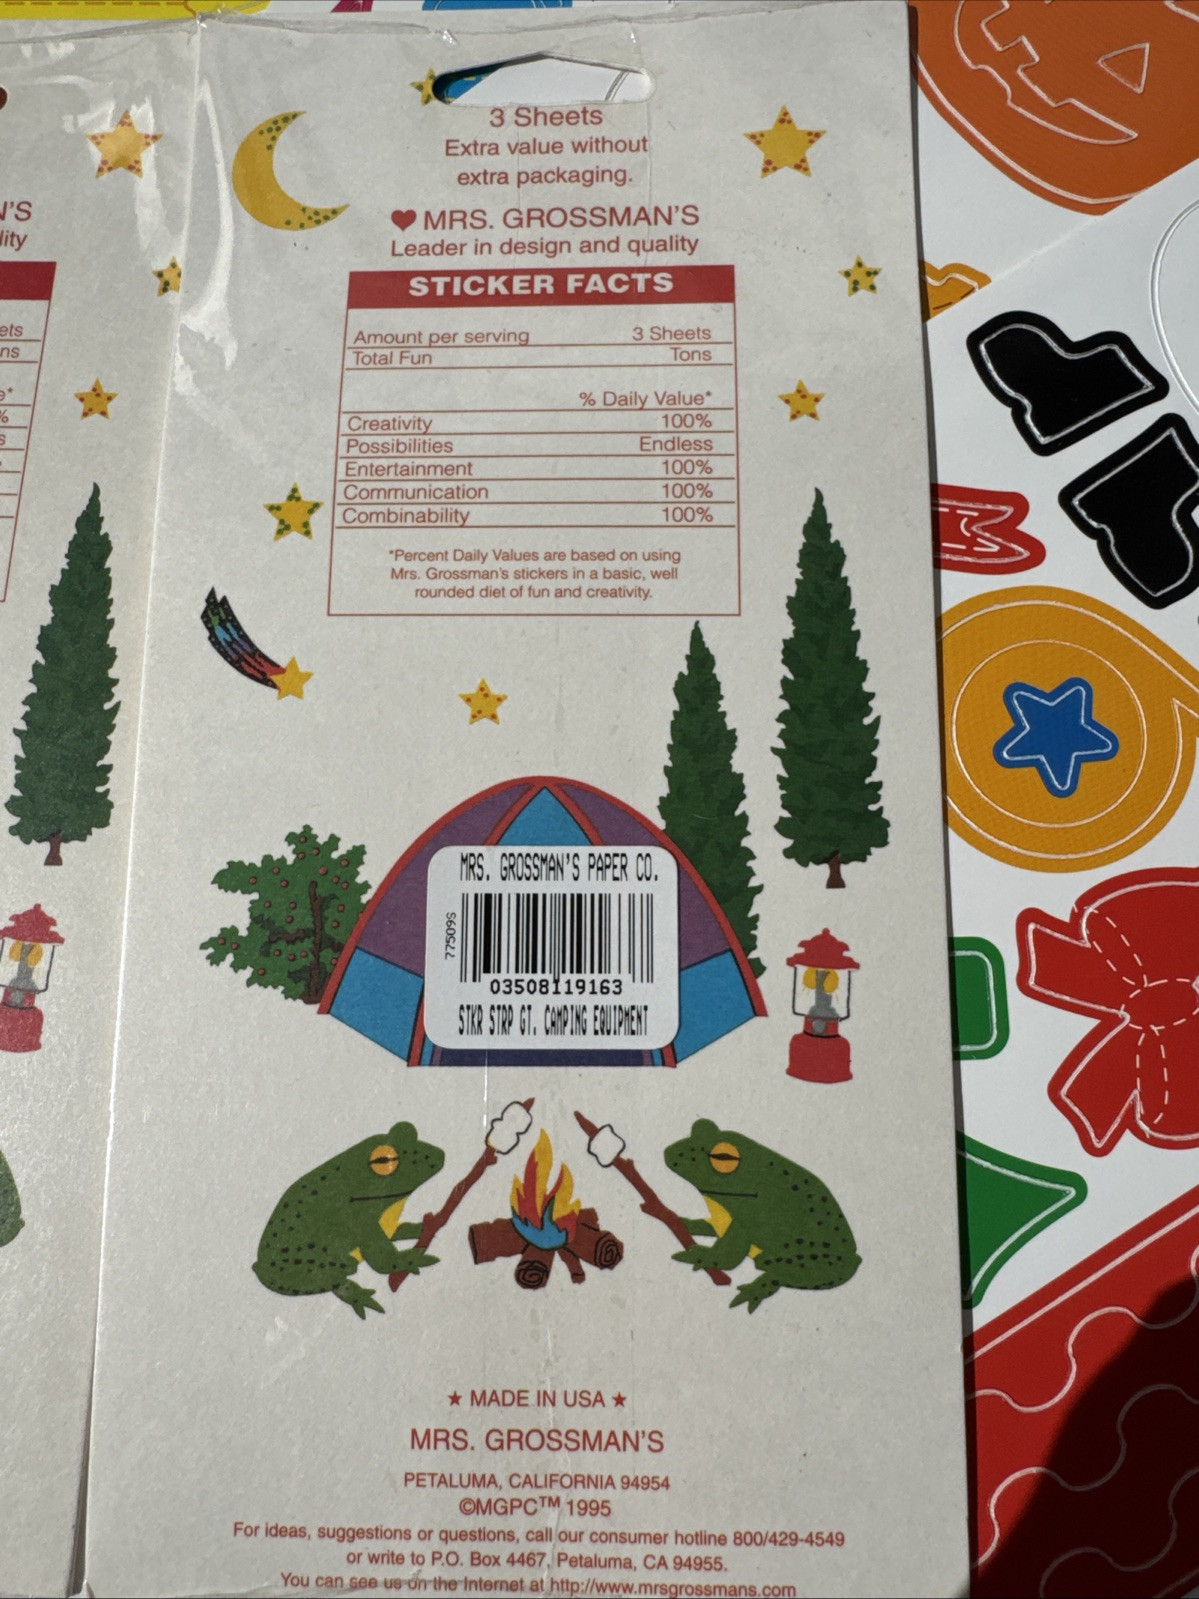 3 Sheets
Extra value without
extra packaging.
MRS. GROSSMAN'S
Leader in design and quality
STICKER FACTS
Amount per serving 3 Sheets
Total Fun Tons
% Daily Value*
Creativity 100%
Possibilities Endless
Entertainment 100%
Communication 100%
Combinability 100%
*Percent Daily Values are based on using
Mrs. Grossman's stickers in a basic, well
rounded diet of fun and creativity.
MRS. GROSSMAN'S PAPER CO.
77509S
03508119163
STKR STRP GT. CAMPING EQUIPMENT
★ MADE IN USA ★
MRS. GROSSMAN'S
PETALUMA, CALIFORNIA 94954
©MGPC™ 1995
For ideas, suggestions or questions, call our consumer hotline 800/429-4549
or write to P.O. Box 4467, Petaluma, CA 94955.
You can see us on the Internet at http://www.mrsgrossmans.com